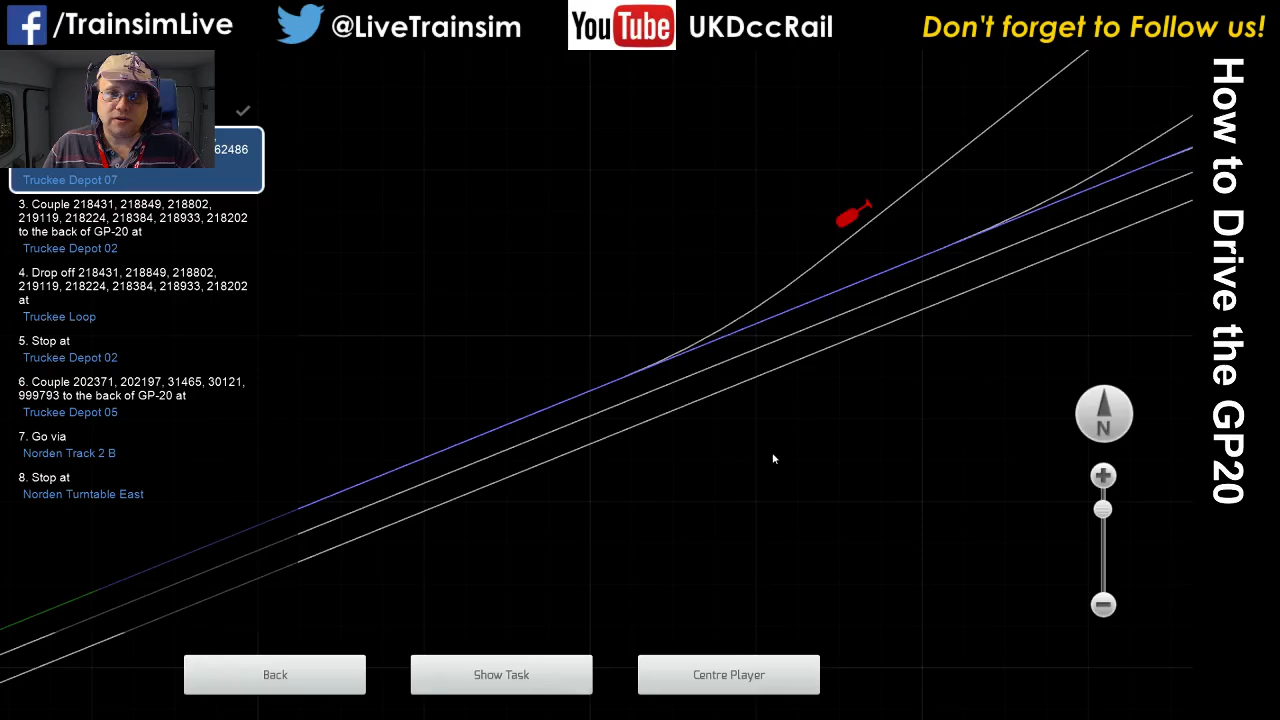 /TrainsimLive
@LiveTrainsim
YouTube
UKDccRail
Don't forget to Follow us!
How to Drive the GP20
62486
Truckee Depot 07
3. Couple 218431, 218849, 218802,
219119, 218224, 218384, 218933, 218202
to the back of GP-20 at
Truckee Depot 02
4. Drop off 218431, 218849, 218802,
219119, 218224, 218384, 218933, 218202
at
Truckee Loop
5. Stop at
Truckee Depot 02
6. Couple 202371, 202197, 31465, 30121,
999793 to the back of GP-20 at
Truckee Depot 05
7. Go via
Norden Track 2 B
8. Stop at
Norden Turntable East
N
Back
Show Task
Centre Player